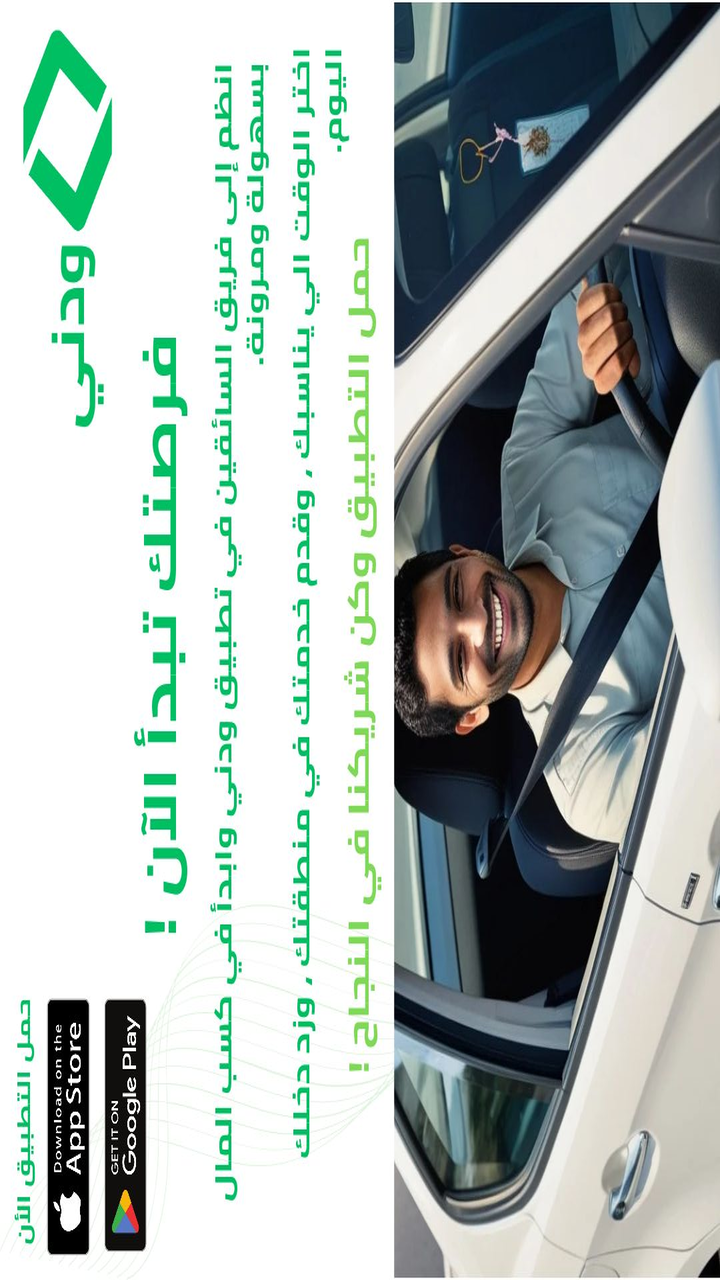 ودني
فرصتك تبدأ الآن !
انظم إلى فريق السائقين في تطبيق ودني وابدأ في كسب المال
بسهولة ومرونة.
اختر الوقت الي يناسبك ، وقدم خدمتك في منطقتك ، وزد دخلك
اليوم.
حمل التطبيق وكن شريكنا في النجاح !
حمل التطبيق الأن
Download on the
App Store
GET IT ON
Google Play